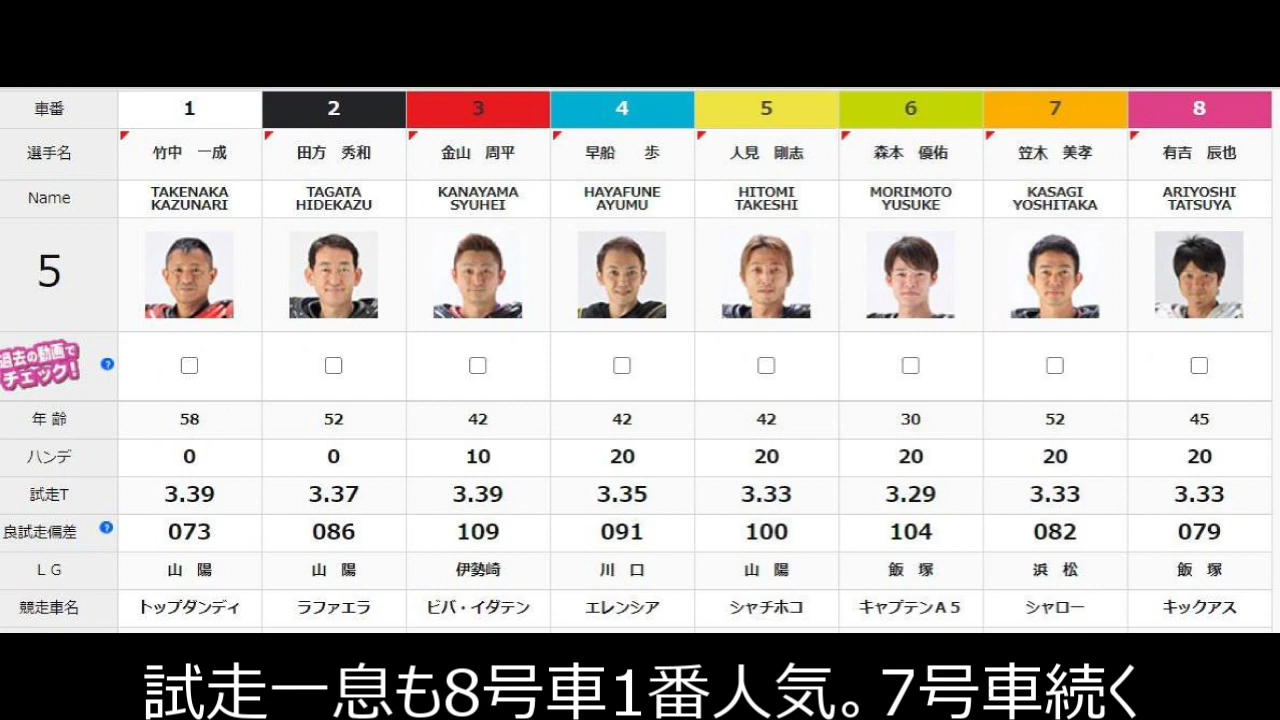 車番 1 2 3 4 5 6 7 8
選手名 竹中 一成 田方 秀和 金山 周平 早船 歩 人見 剛志 森本 優佑 笠木 美孝 有吉 辰也
Name TAKENAKA KAZUNARI TAGATA HIDEKAZU KANAYAMA SYUHEI HAYAFUNE AYUMU HITOMI TAKESHI MORIMOTO YUSUKE KASAGI YOSHITAKA ARIYOSHI TATSUYA
5
過去の動画で
チェック! ?
年齢 58 52 42 42 42 30 52 45
ハンデ 0 0 10 20 20 20 20 20
試走T 3.39 3.37 3.39 3.35 3.33 3.29 3.33 3.33
良試走偏差 ? 073 086 109 091 100 104 082 079
LG 山陽 山陽 伊勢崎 川口 山陽 飯塚 浜松 飯塚
競走車名 トップダンディ ラファエラ ビバ・イダテン エレンシア シャチホコ キャプテンA5 シャロー キックアス
試走一息も8号車1番人気。7号車続く